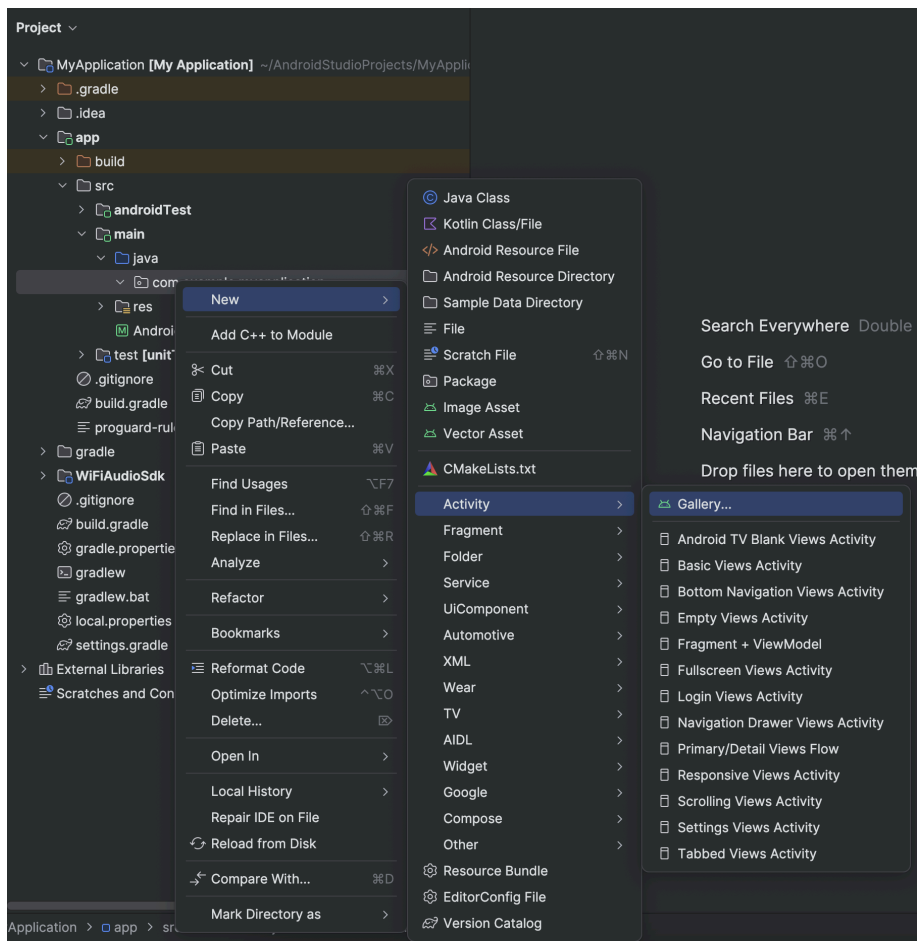 Project
MyApplication [My Application] ~/AndroidStudioProjects/MyAppli
.gradle
.idea
app
build
src
androidTest
main
java
res
test
.gitignore
build.gradle
gradle
WiFiAudioSdk
.gitignore
build.gradle
gradlew
gradlew.bat
local.properties
settings.gradle
External Libraries
Scratches and
Application > app >
New
Add C++ to Module
Cut ⌘X
Copy ⌘C
Copy Path/Reference...
Paste ⌘V
Find Usages ⌥F7
Find in Files... ⇧⌘F
Replace in Files... ⇧⌘R
Analyze
Refactor
Bookmarks
Reformat Code ⌥⌘L
Optimize Imports ^⌥O
Delete... ⌦
Open In
Local History
Repair IDE on File
Reload from Disk
Compare With... ⌘D
Mark Directory as
Java Class
Kotlin Class/File
Android Resource File
Android Resource Directory
Sample Data Directory
File
Scratch File ⇧⌘N
Package
Image Asset
Vector Asset
CMakeLists.txt
Activity
Fragment
Folder
Service
UiComponent
Automotive
XML
Wear
TV
AIDL
Widget
Google
Compose
Other
Resource Bundle
EditorConfig File
Version Catalog
Search Everywhere Double
Go to File ⇧⌘O
Recent Files ⌘E
Navigation Bar ⌘↑
Drop files here to open them
Gallery...
Android TV Blank Views Activity
Basic Views Activity
Bottom Navigation Views Activity
Empty Views Activity
Fragment + ViewModel
Fullscreen Views Activity
Login Views Activity
Navigation Drawer Views Activity
Primary/Detail Views Flow
Responsive Views Activity
Scrolling Views Activity
Settings Views Activity
Tabbed Views Activity